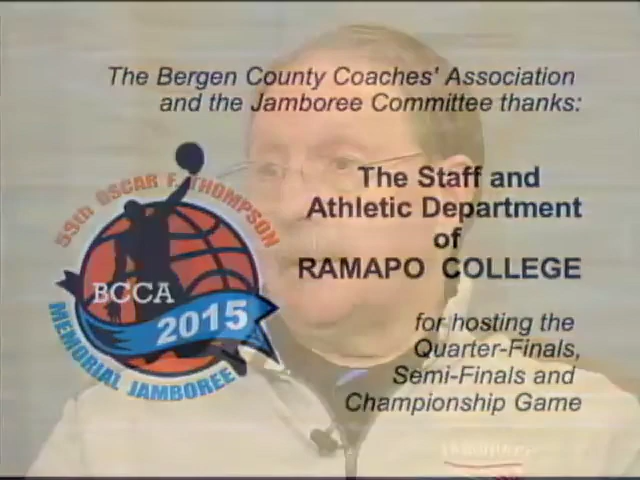 The Bergen County Coaches' Association
and the Jamboree Committee thanks:
59th OSCAR F. THOMPSON
BCCA
2015
MEMORIAL JAMBOREE
The Staff and
Athletic Department
of
RAMAPO COLLEGE
for hosting the
Quarter-Finals,
Semi-Finals and
Championship Game